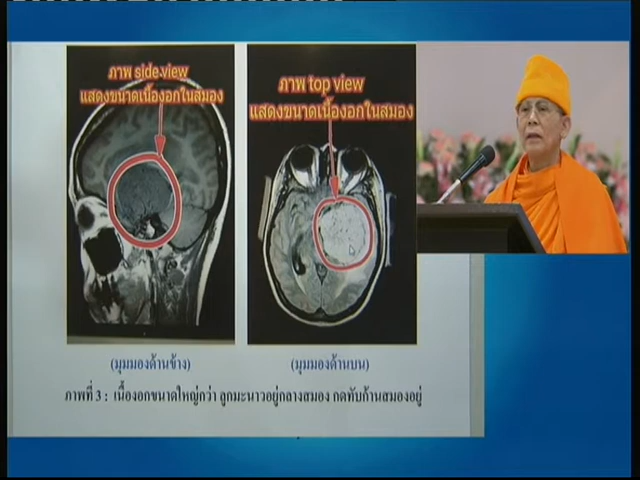 ภาพ side view
แสดงขนาดเนื้องอกในสมอง
ภาพ top view
แสดงขนาดเนื้องอกในสมอง
(มุมมองด้านข้าง)
(มุมมองด้านบน)
ภาพที่ 3 : เนื้องอกขนาดใหญ่กว่า ลูกมะนาวอยู่กลางสมอง กดทับก้านสมองอยู่